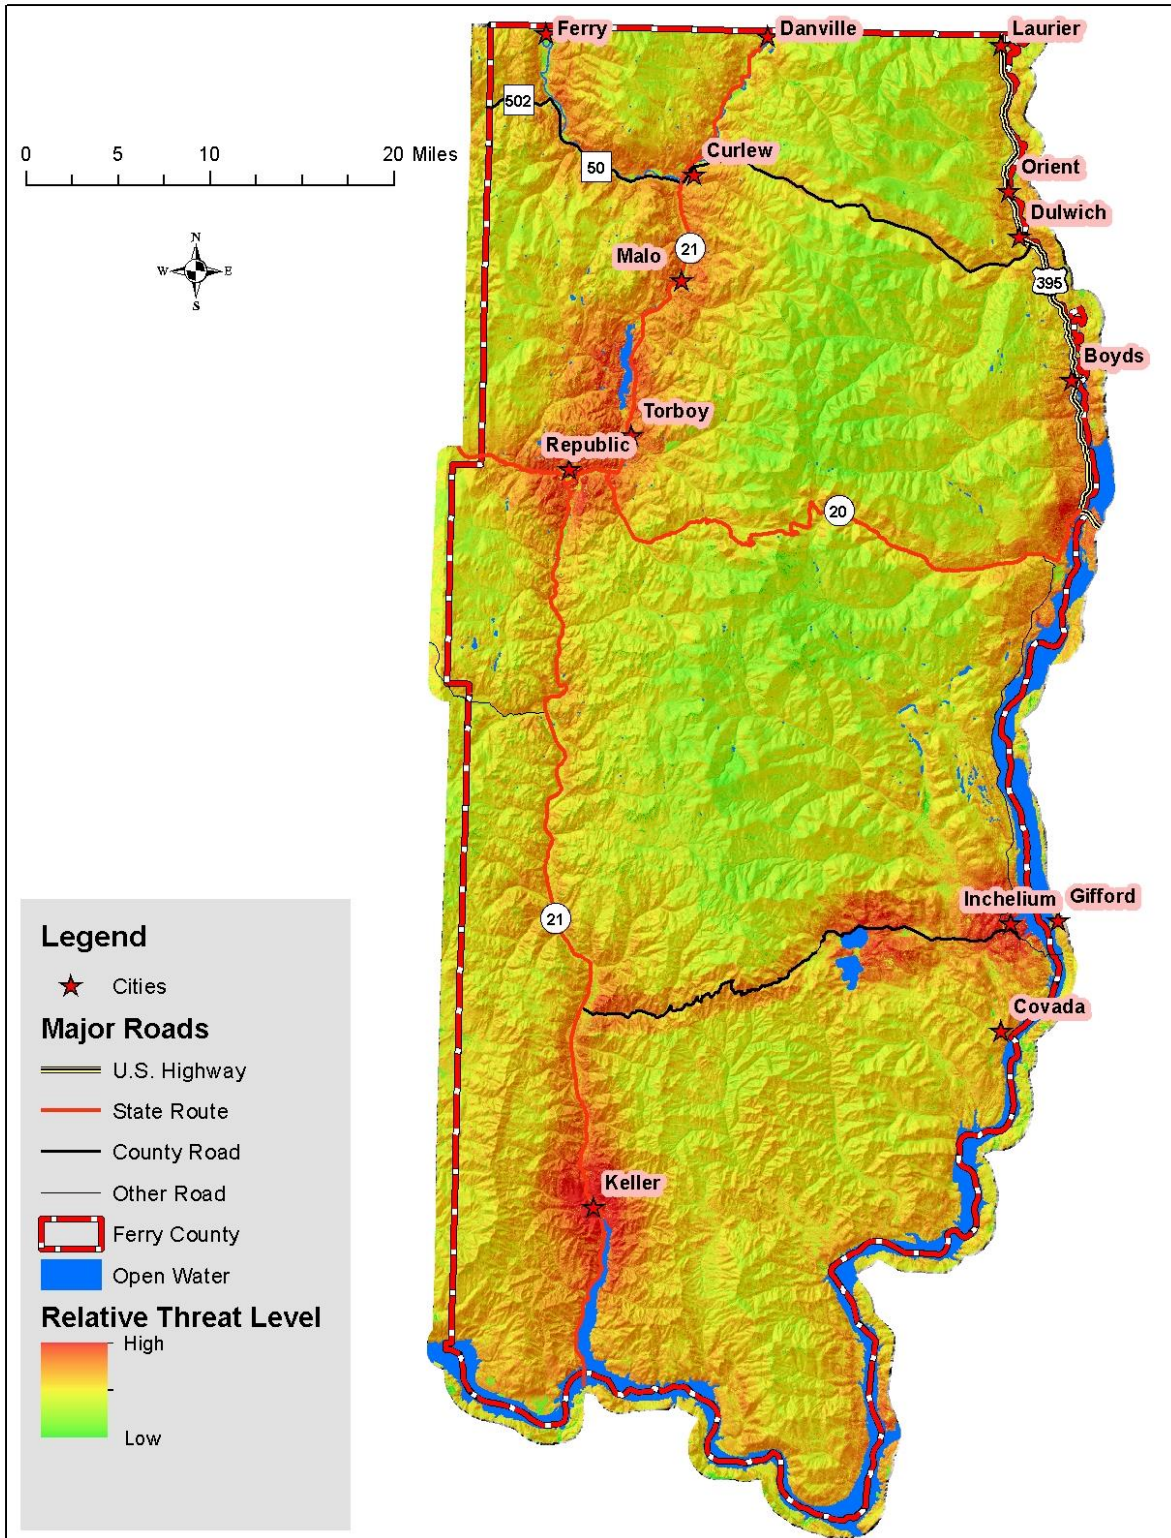 Ferry
Danville
Laurier
502
0 5 10 20 Miles
Curlew
50
Orient
Dulwich
N
W E
S
21
Malo
395
Boyds
Torboy
Republic
20
Inchelium
Gifford
21
Covada
Keller
Legend
Cities
Major Roads
U.S. Highway
State Route
County Road
Other Road
Ferry County
Open Water
Relative Threat Level
High
Low